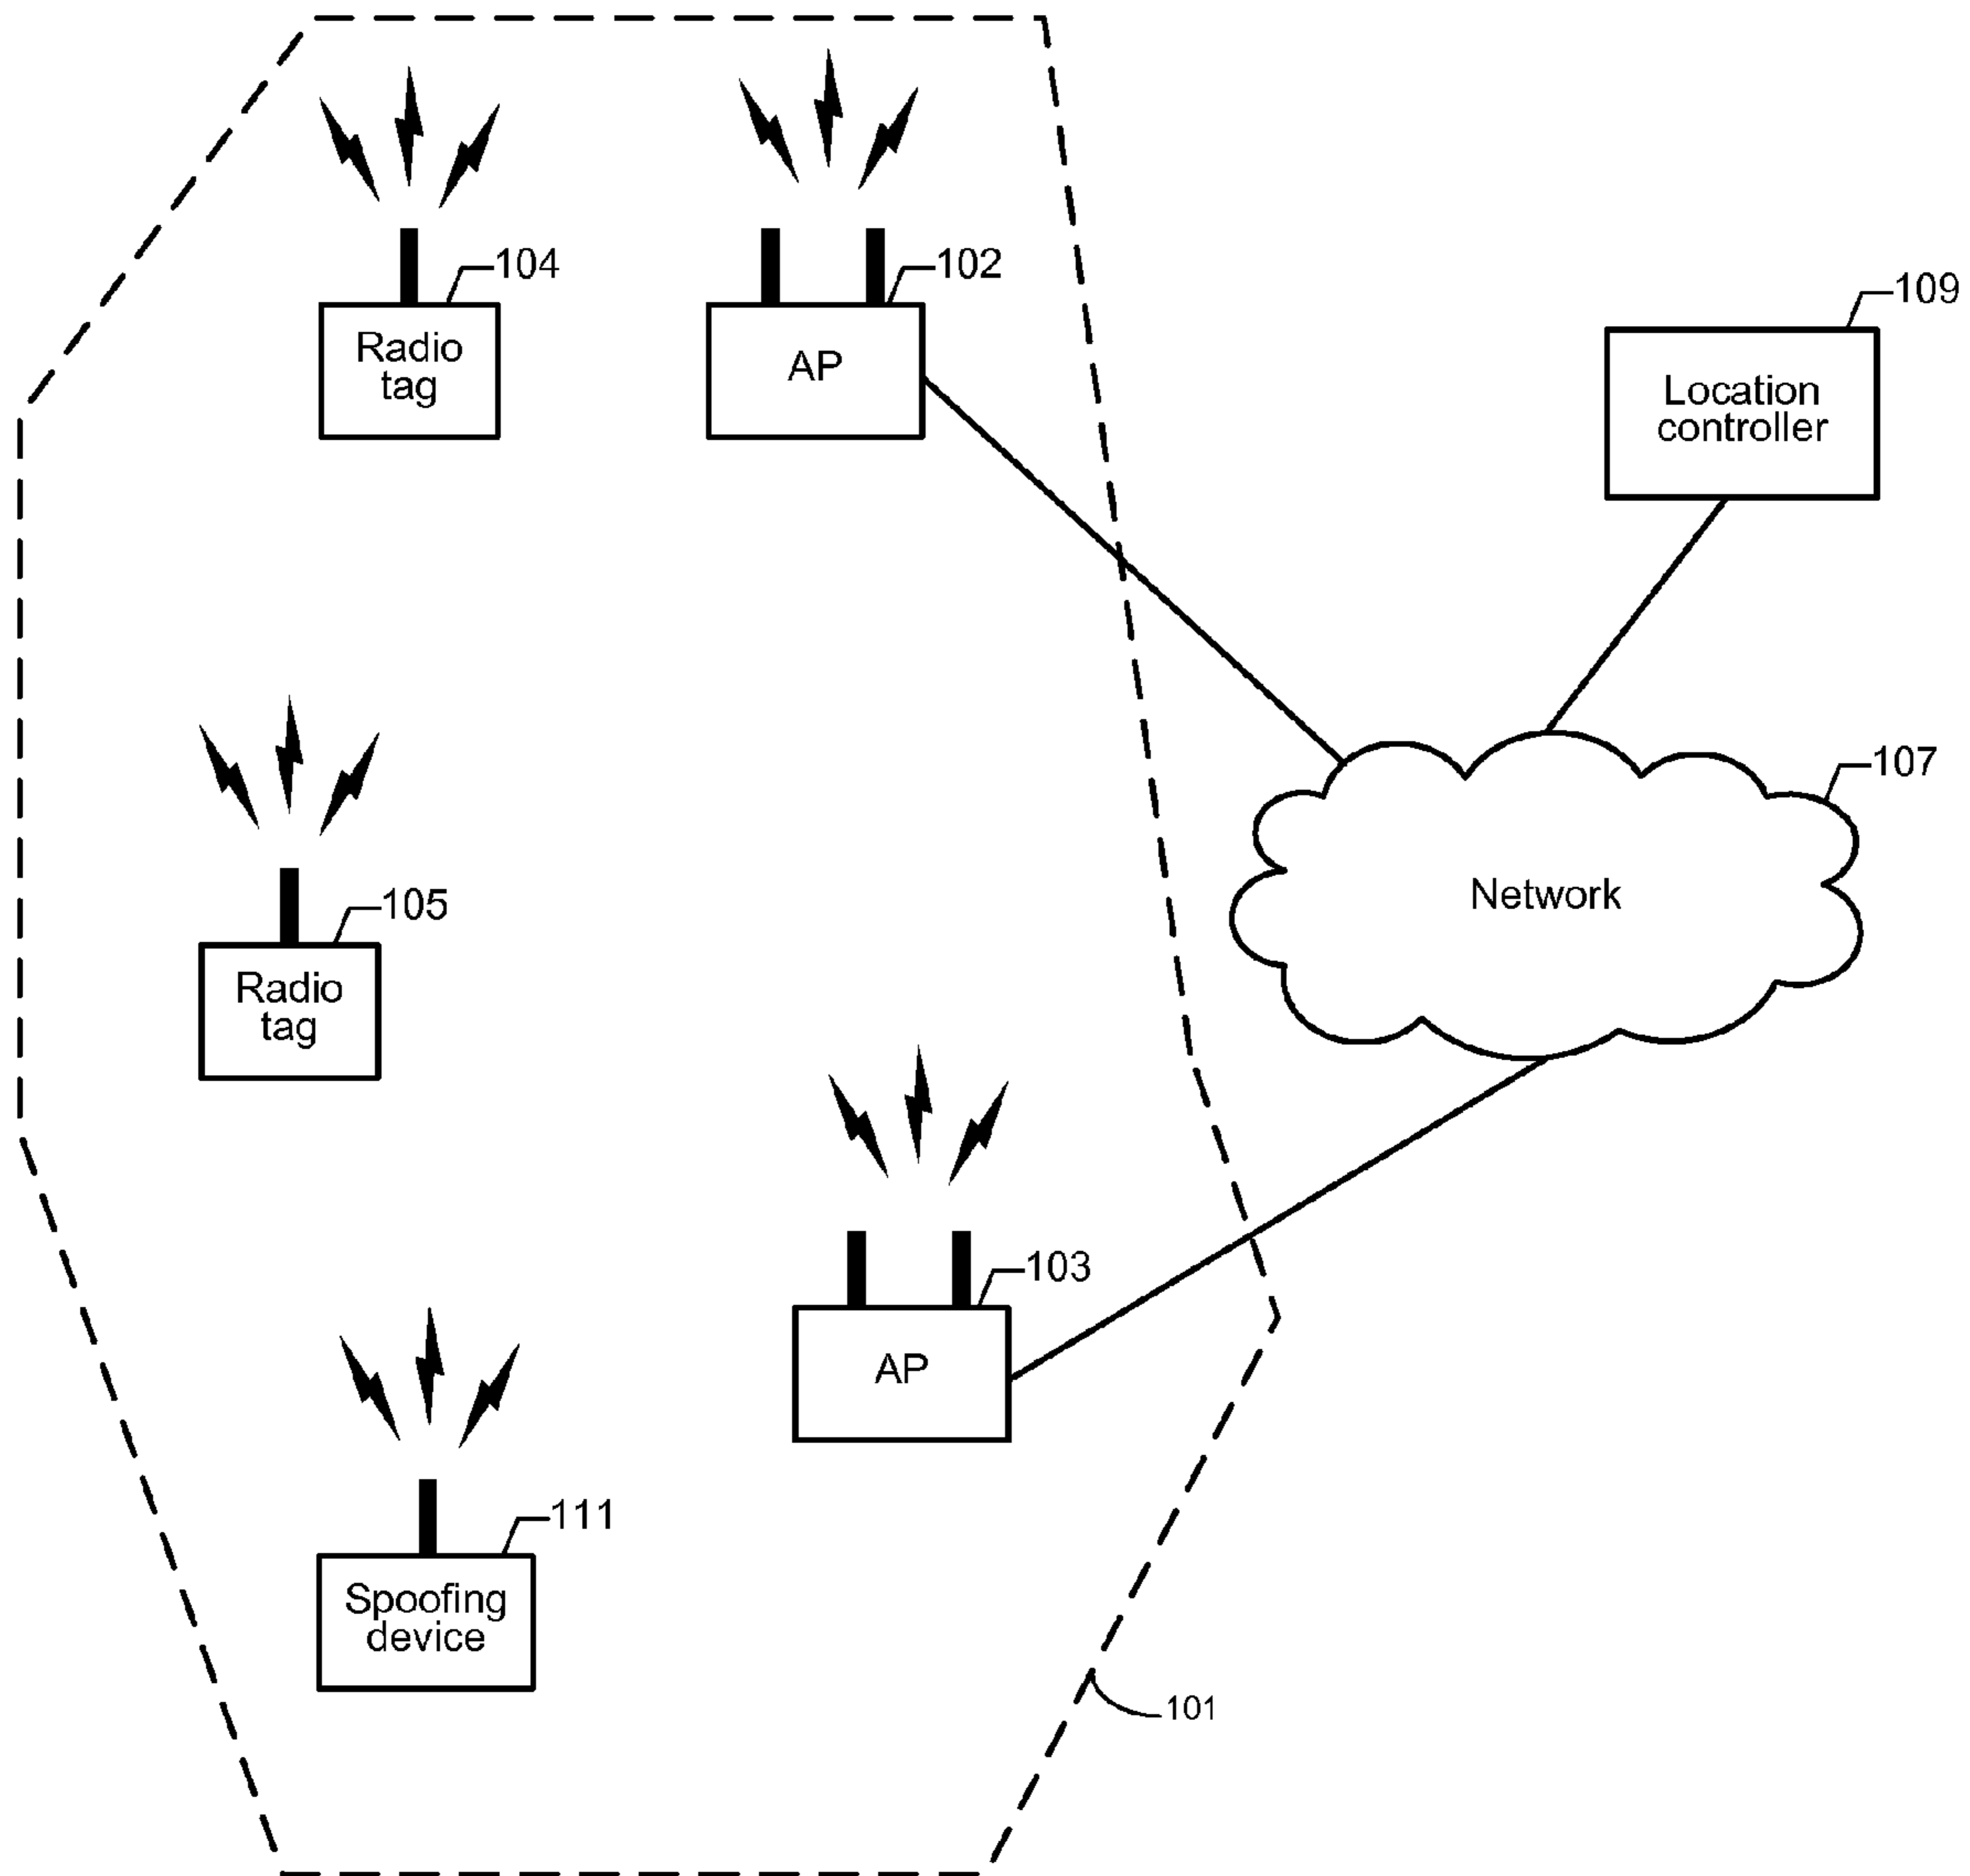 104
Radio
tag
102
AP
109
Location
controller
107
Network
105
Radio
tag
103
AP
111
Spoofing
device
101